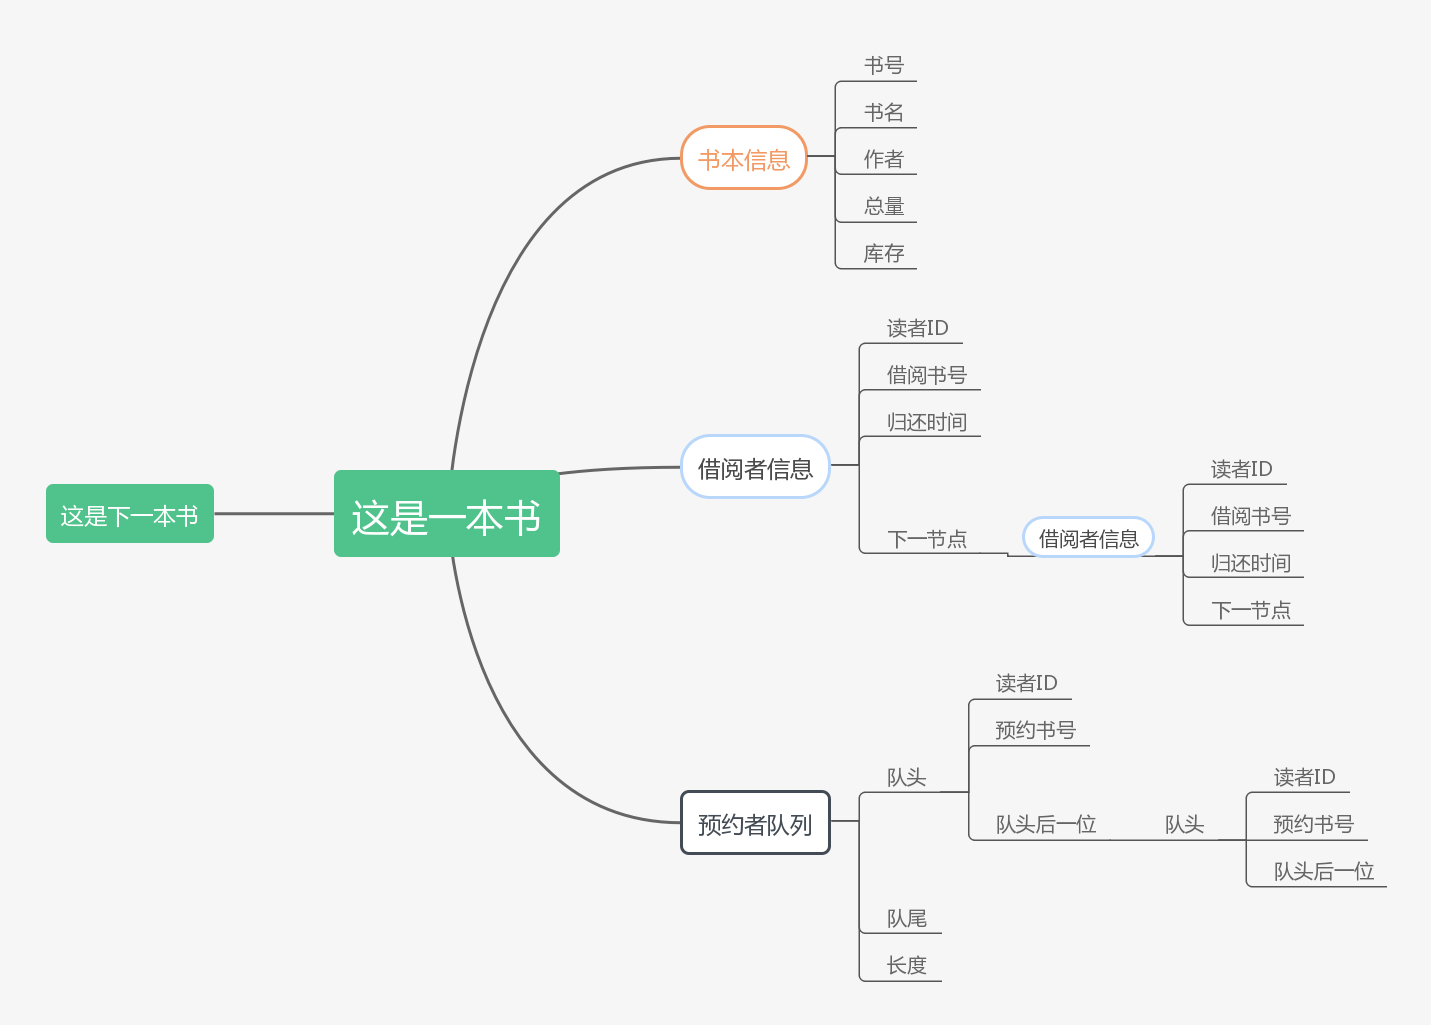 书号
书名
书本信息
作者
总量
库存
读者ID
借阅书号
归还时间
借阅者信息
读者ID
这是下一本书
这是一本书
借阅书号
下一节点
借阅者信息
归还时间
下一节点
读者ID
预约书号
队头
读者ID
预约者队列
队头后一位
队头
预约书号
队头后一位
队尾
长度